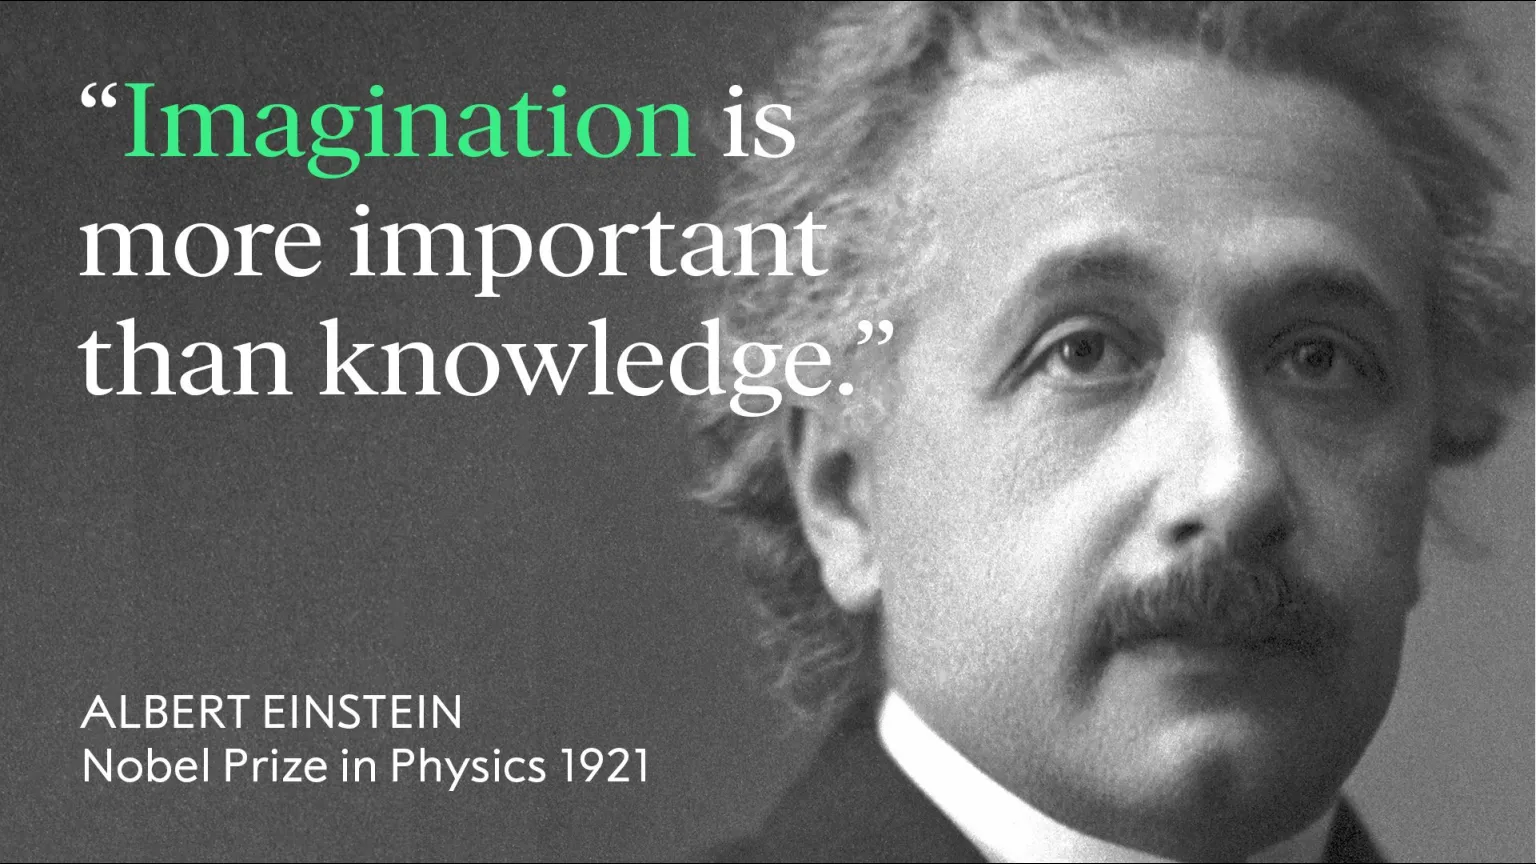 “Imagination is
more important
than knowledge.”
ALBERT EINSTEIN
Nobel Prize in Physics 1921